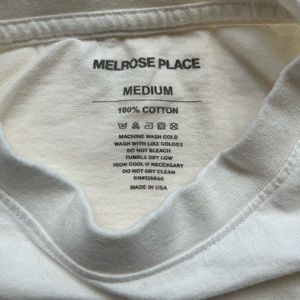 MELROSE PLACE
MEDIUM
100% COTTON
MACHINE WASH COLD
WASH WITH LIKE COLORS
DO NOT BLEACH
TUMBLE DRY LOW
IRON COOL IF NECESSARY
DO NOT DRY CLEAN
MADE IN USA